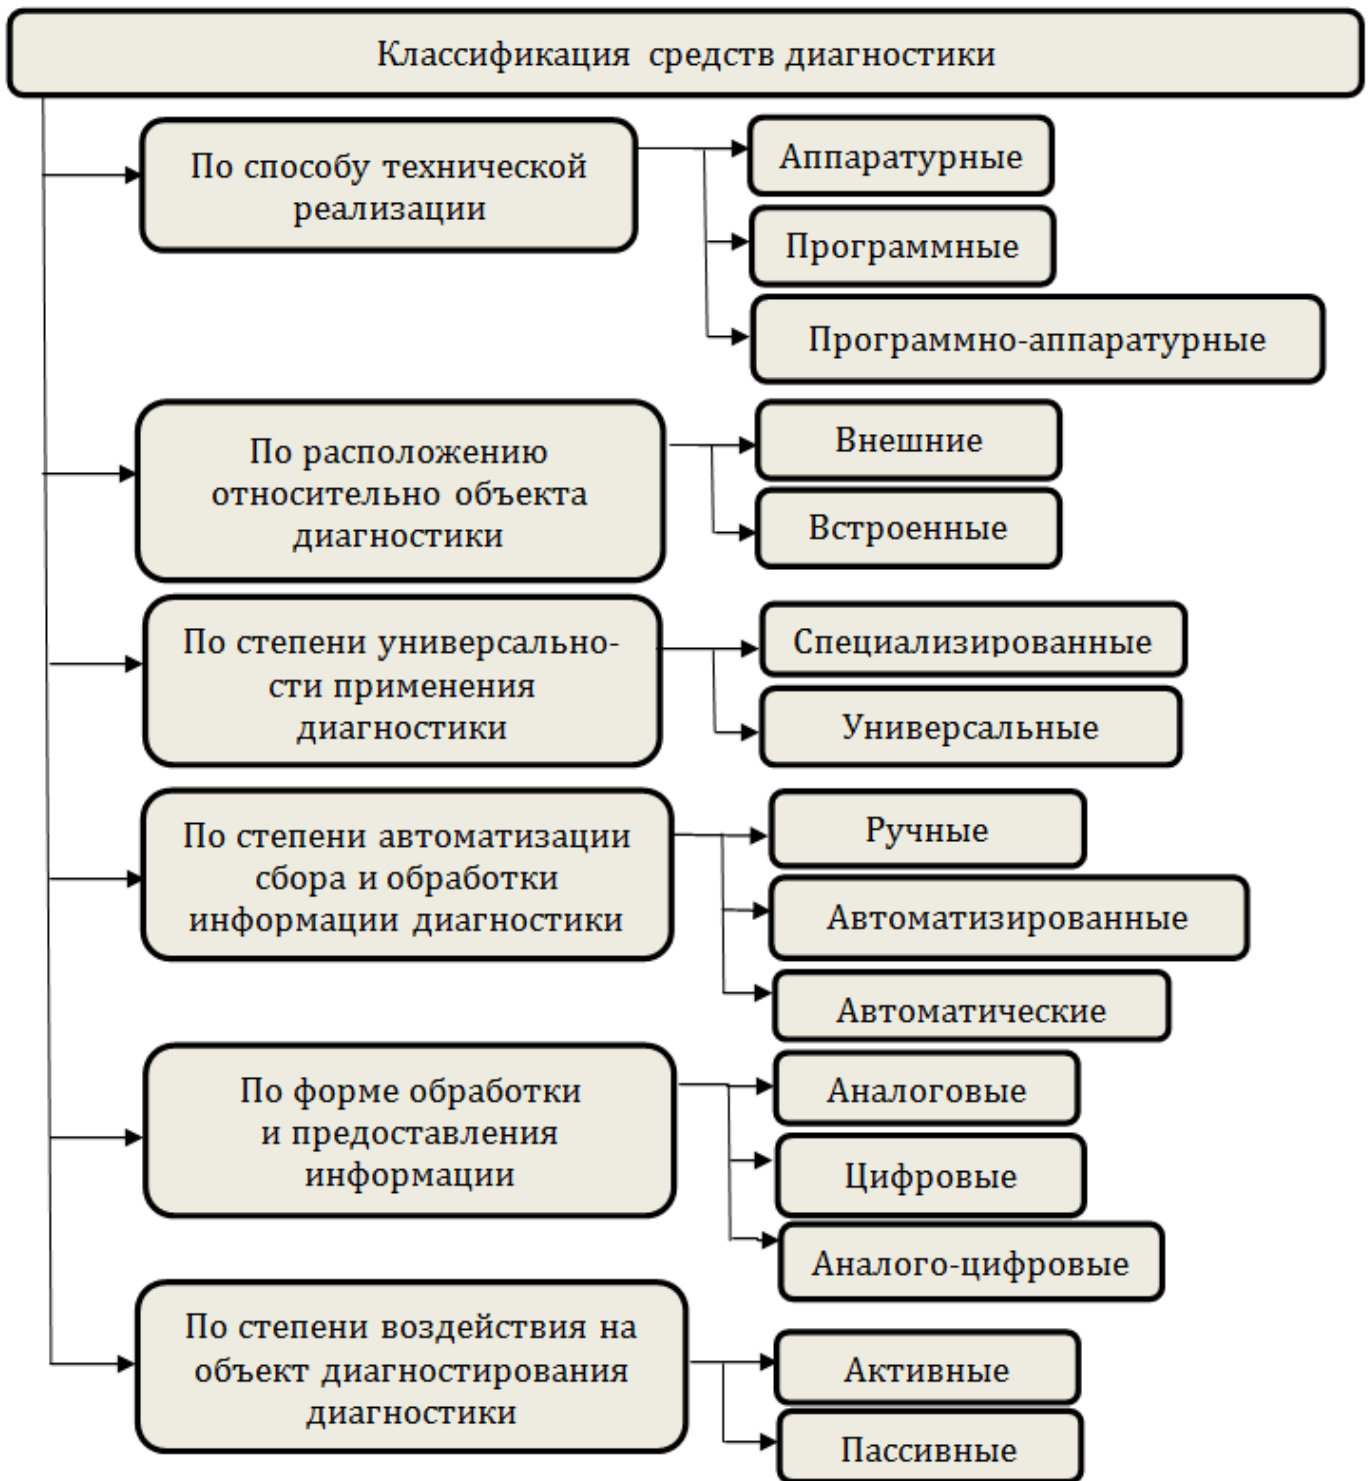 Классификация средств диагностики
По способу технической
реализации
Аппаратурные
Программные
Программно-аппаратурные
По расположению
относительно объекта
диагностики
Внешние
Встроенные
По степени универсально-
сти применения
диагностики
Специализированные
Универсальные
По степени автоматизации
сбора и обработки
информации диагностики
Ручные
Автоматизированные
Автоматические
По форме обработки
и предоставления
информации
Аналоговые
Цифровые
Аналого-цифровые
По степени воздействия на
объект диагностирования
диагностики
Активные
Пассивные